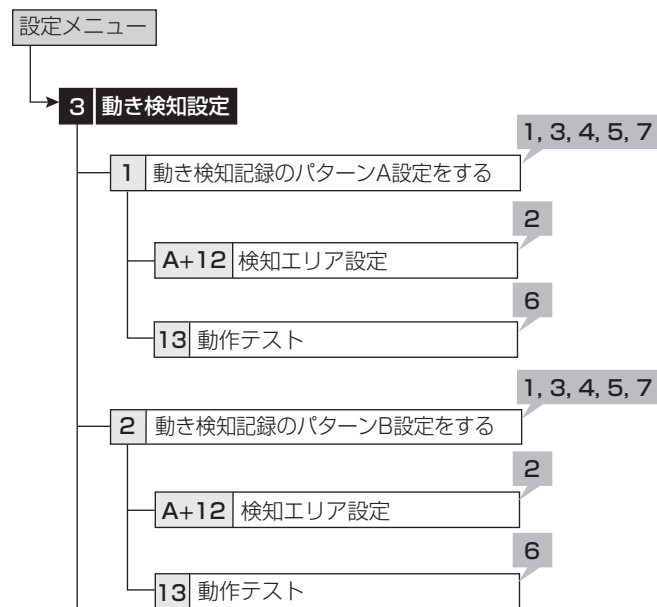 設定メニュー
3 動き検知設定
1, 3, 4, 5, 7
1 動き検知記録のパターンA設定をする
2
A+12 検知エリア設定
6
13 動作テスト
1, 3, 4, 5, 7
2 動き検知記録のパターンB設定をする
2
A+12 検知エリア設定
6
13 動作テスト